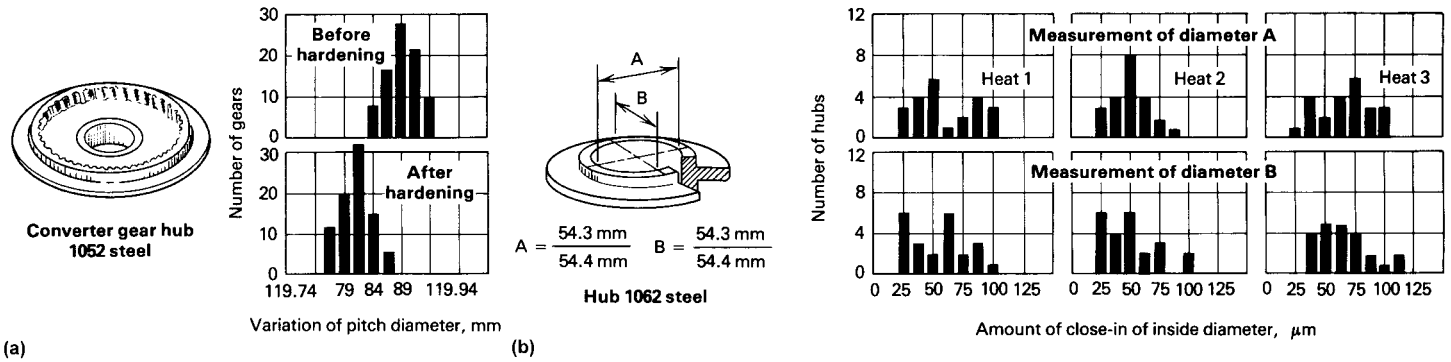 30
20
10
0
Before
hardening
30
20
10
0
After
hardening
Number of gears
119.74 79 84 89 119.94
Variation of pitch diameter, mm
Converter gear hub
1052 steel
(a)
A
B
A = 54.3 mm / 54.4 mm B = 54.3 mm / 54.4 mm
Hub 1062 steel
(b)
12
8
4
0
Measurement of diameter A
Heat 1 Heat 2 Heat 3
12
8
4
0
Measurement of diameter B
Number of hubs
0 25 50 75 100 125 0 25 50 75 100 125 0 25 50 75 100 125
Amount of close-in of inside diameter, μm